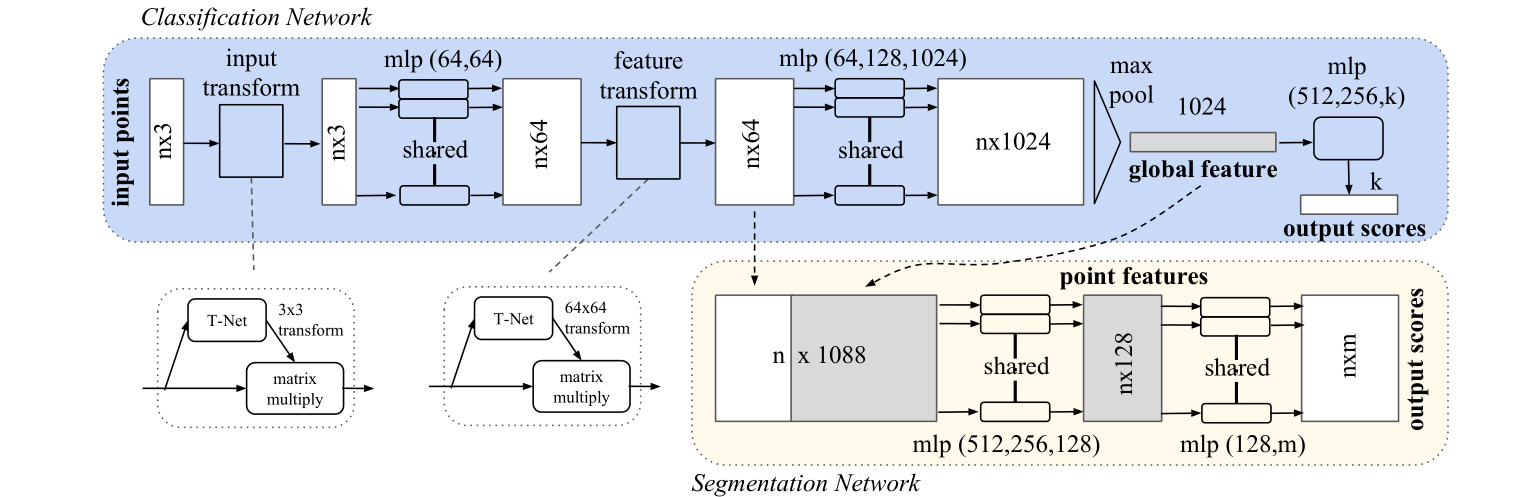 Classification Network
input points
nx3
input
transform
nx3
mlp (64,64)
shared
nx64
feature
transform
nx64
mlp (64,128,1024)
shared
nx1024
max
pool
1024
global feature
mlp
(512,256,k)
k
output scores
T-Net
3x3
transform
matrix
multiply
T-Net
64x64
transform
matrix
multiply
point features
n x 1088
shared
mlp (512,256,128)
nx128
shared
mlp (128,m)
nxm
output scores
Segmentation Network